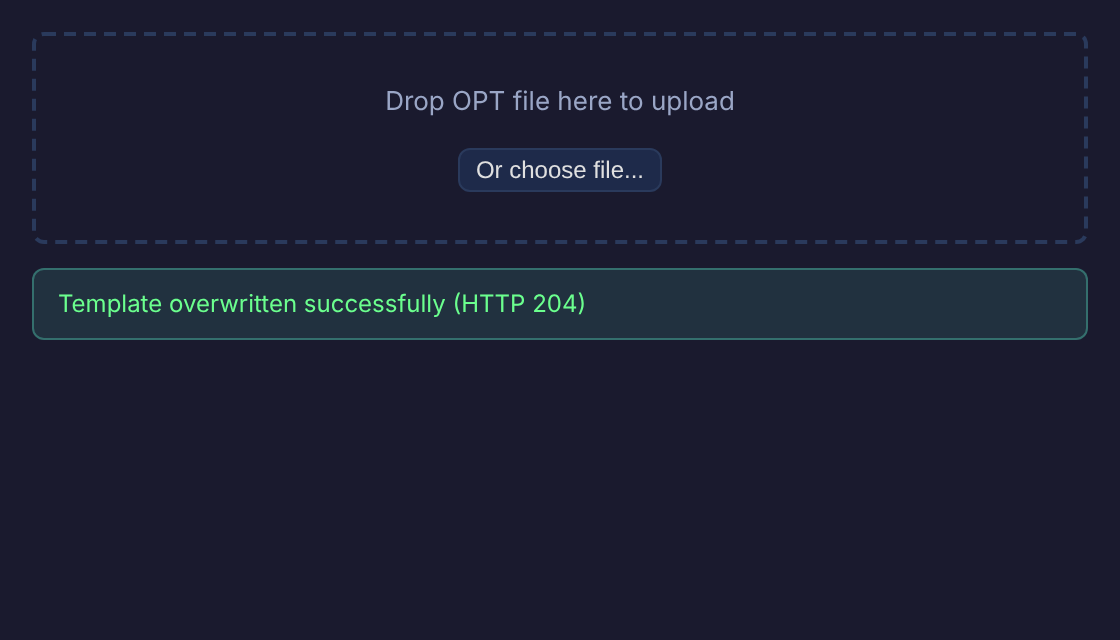 Drop OPT file here to upload
Or choose file...
Template overwritten successfully (HTTP 204)